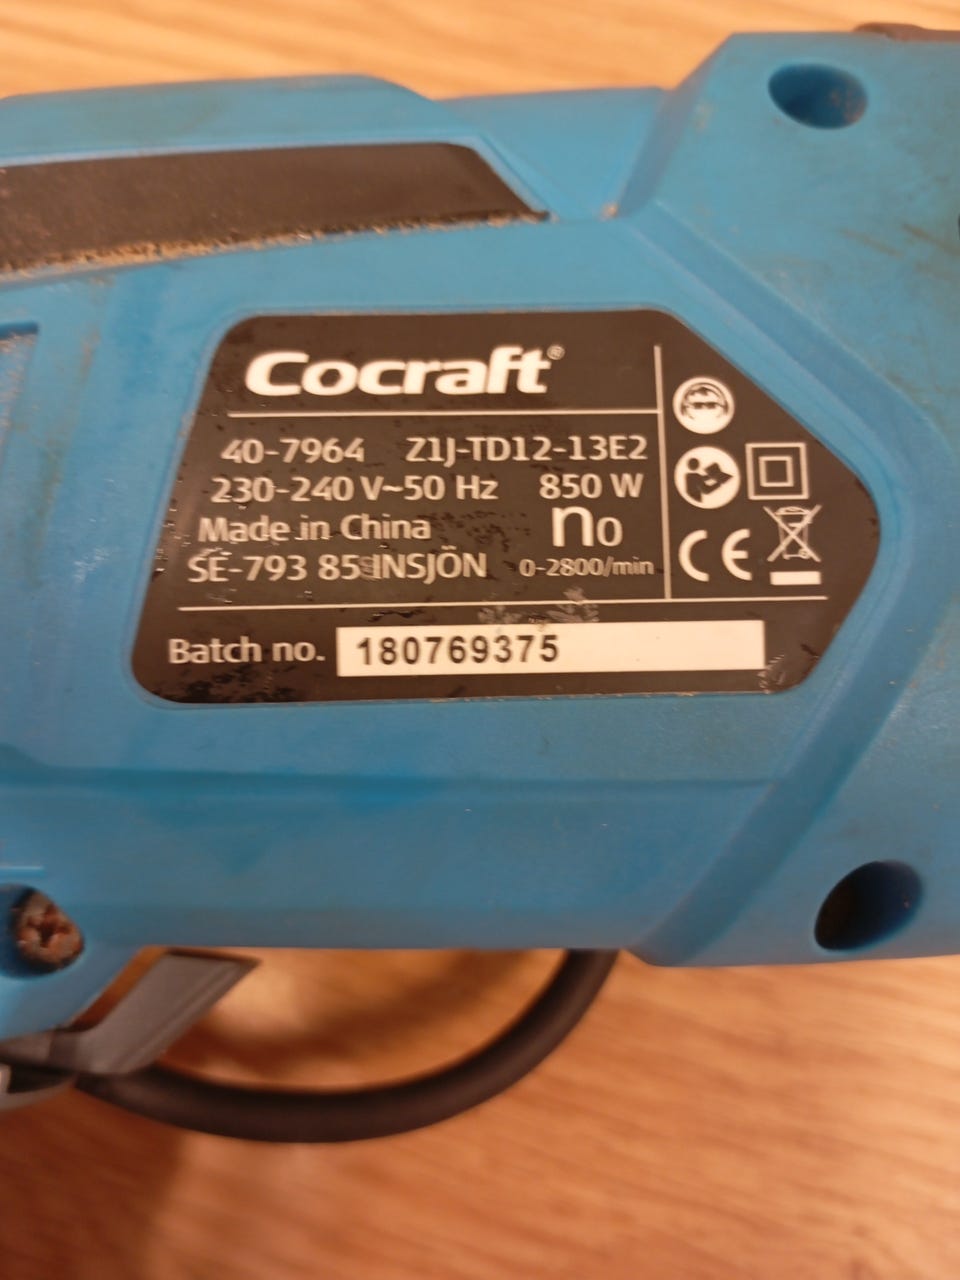 Cocraft®
40-7964 Z1J-TD12-13E2
230-240 V~50 Hz 850 W
Made in China n0
SE-793 85 INSJÖN 0-2800/min
CE
Batch no. 180769375